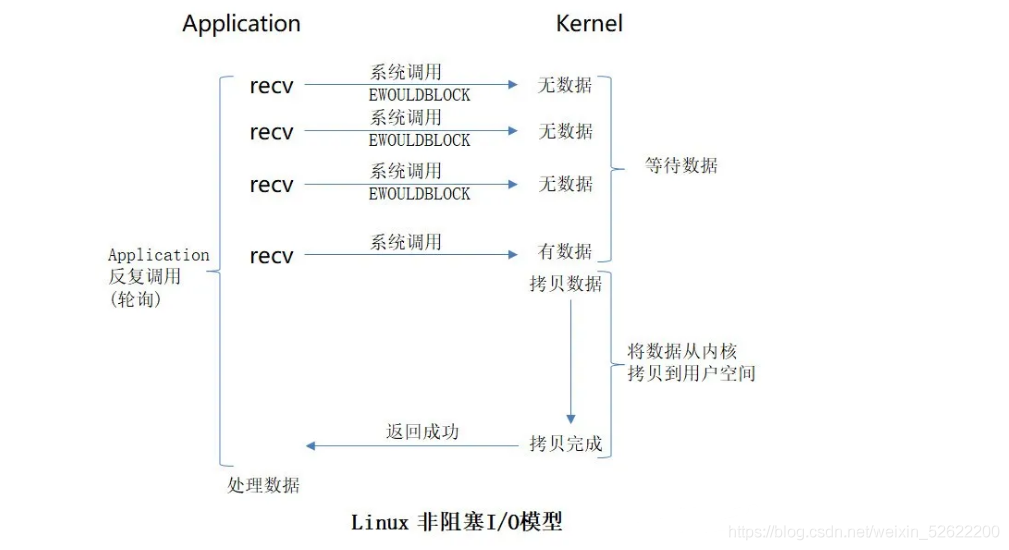 Application Kernel
系统调用
recv 无数据
EWOULDBLOCK
系统调用
recv 无数据
EWOULDBLOCK
等待数据
系统调用
recv 无数据
EWOULDBLOCK
系统调用
recv 有数据
Application
反复调用
(轮询)
拷贝数据
将数据从内核
拷贝到用户空间
返回成功
拷贝完成
处理数据
Linux 非阻塞I/O模型
https://blog.csdn.net/weixin_52622200